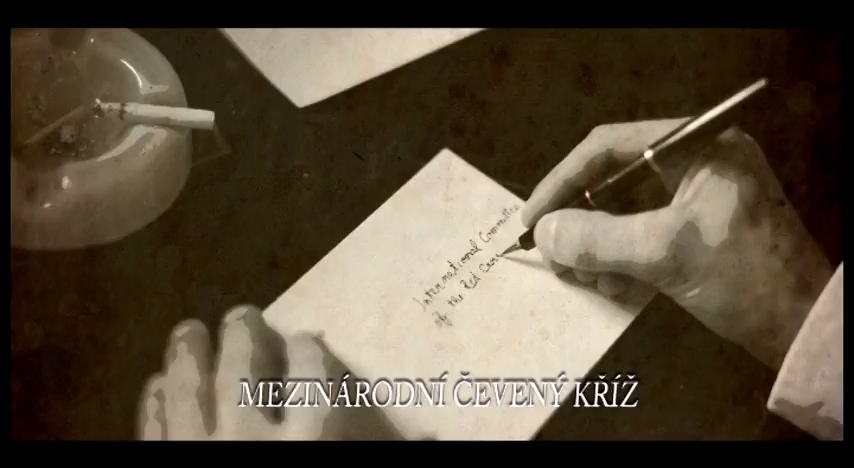 International Committee
of the Red
MEZINÁRODNÍ ČEVENÝ KŘÍŽ